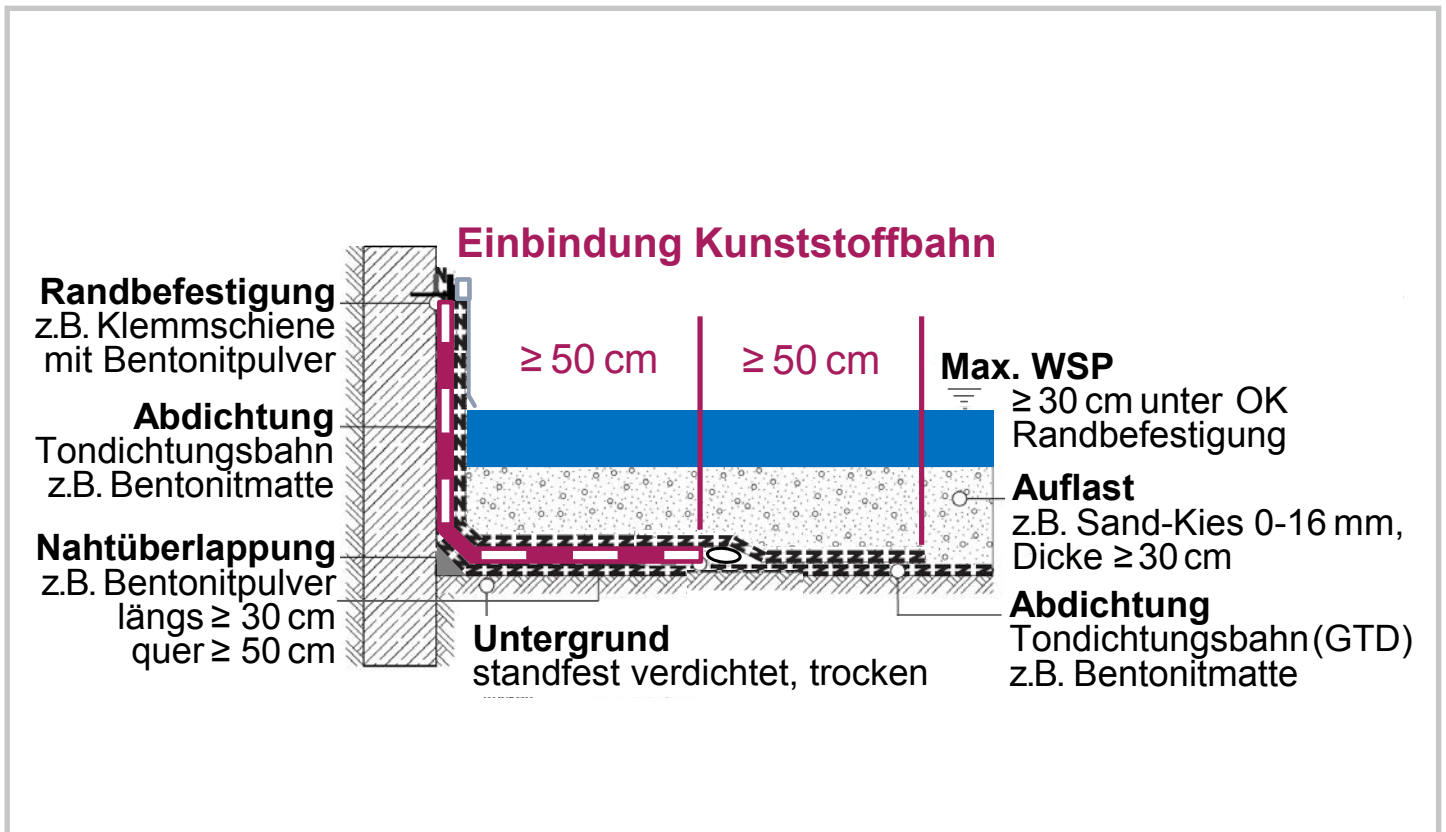 Einbindung Kunststoffbahn
Randbefestigung
z.B. Klemmschiene
mit Bentonitpulver
Abdichtung
Tondichtungsbahn
z.B. Bentonitmatte
Nahtüberlappung
z.B. Bentonitpulver
längs ≥ 30 cm
quer ≥ 50 cm
≥ 50 cm
≥ 50 cm
Untergrund
standfest verdichtet, trocken
Max. WSP
≥ 30 cm unter OK
Randbefestigung
Auflast
z.B. Sand-Kies 0-16 mm,
Dicke ≥ 30 cm
Abdichtung
Tondichtungsbahn (GTD)
z.B. Bentonitmatte